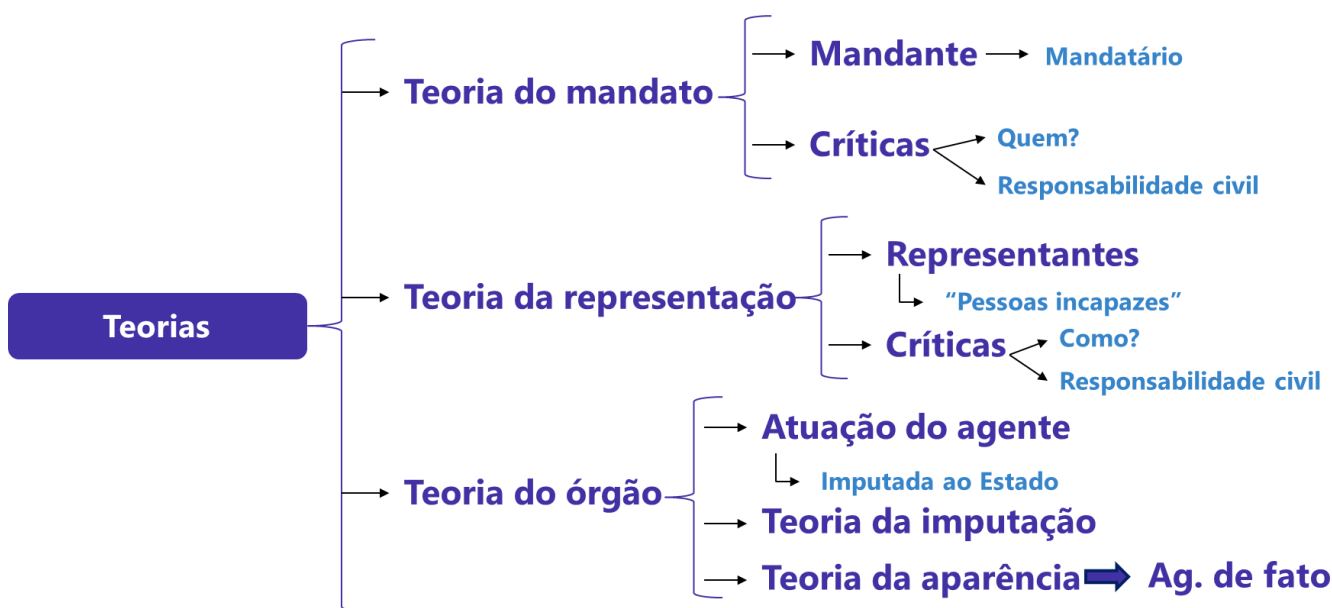 Teorias
Teoria do mandato
Mandante
Mandatário
Críticas
Quem?
Responsabilidade civil
Teoria da representação
Representantes
“Pessoas incapazes”
Críticas
Como?
Responsabilidade civil
Teoria do órgão
Atuação do agente
Imputada ao Estado
Teoria da imputação
Teoria da aparência
Ag. de fato